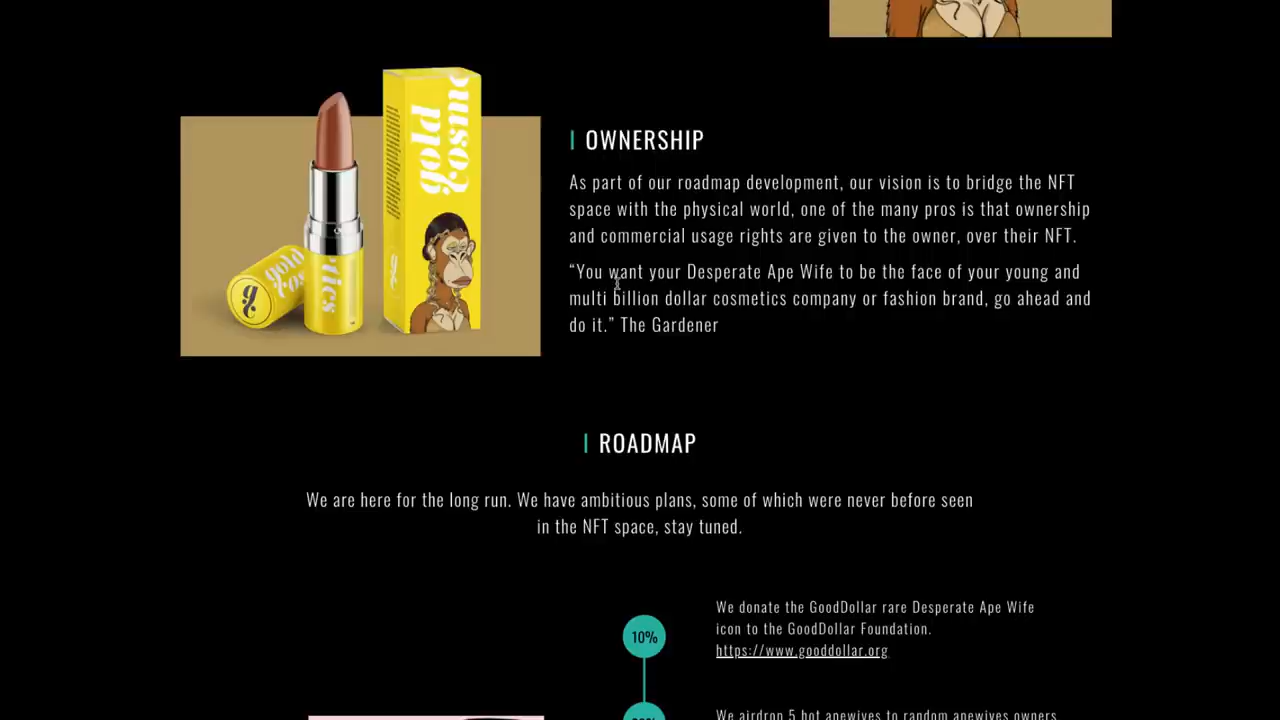 gold
Cosme
OWNERSHIP
As part of our roadmap development, our vision is to bridge the NFT
space with the physical world, one of the many pros is that ownership
and commercial usage rights are given to the owner, over their NFT.
“You want your Desperate Ape Wife to be the face of your young and
multi billion dollar cosmetics company or fashion brand, go ahead and
do it.” The Gardener
ROADMAP
We are here for the long run. We have ambitious plans, some of which were never before seen
in the NFT space, stay tuned.
10%
We donate the GoodDollar rare Desperate Ape Wife
icon to the GoodDollar Foundation.
https://www.gooddollar.org
We airdrop 5 hot apewives to random apewives owners